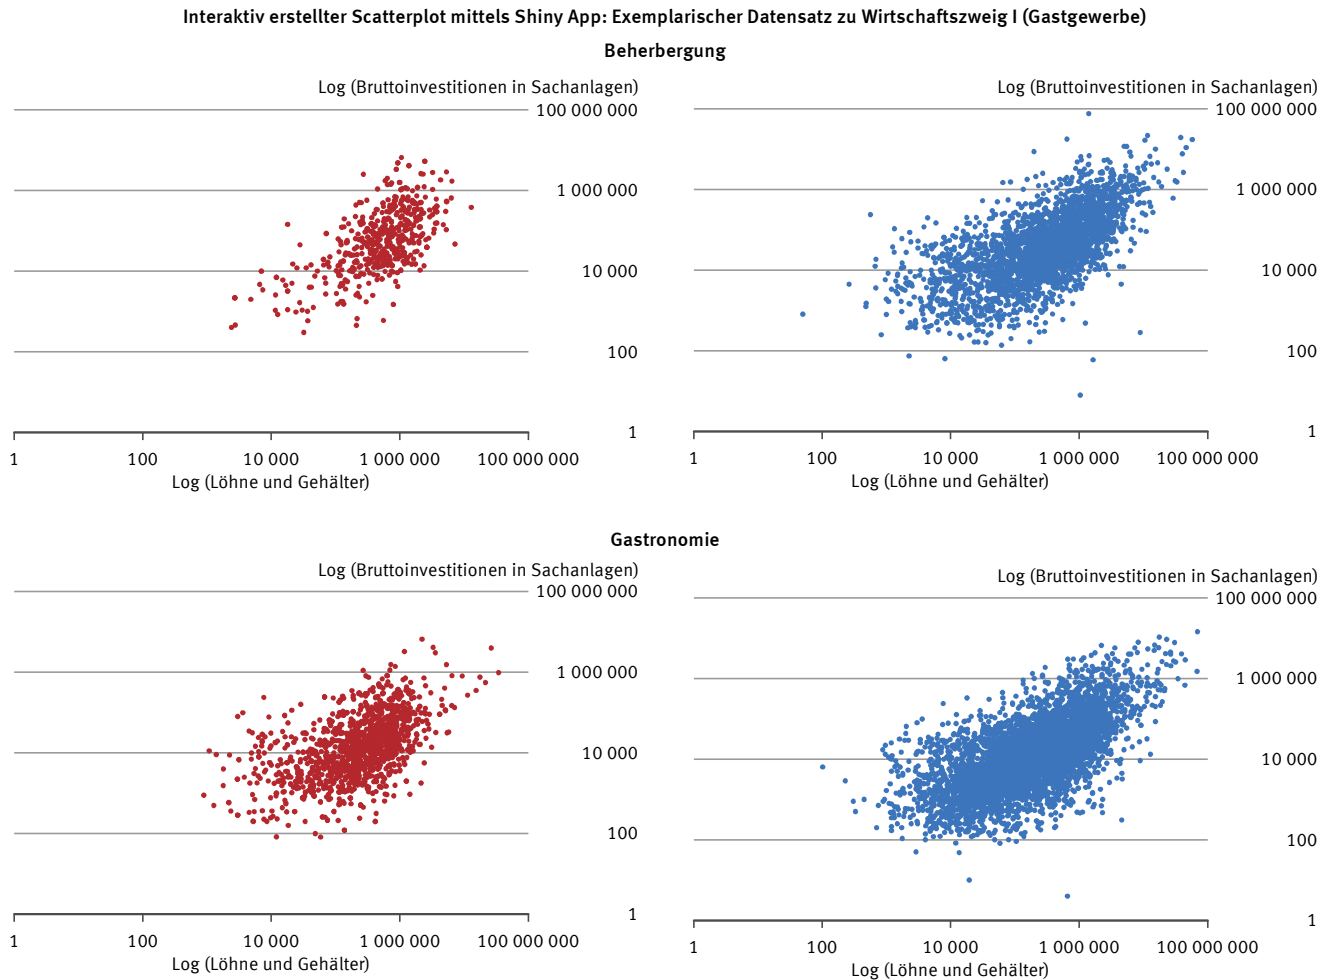 Interaktiv erstellter Scatterplot mittels Shiny App: Exemplarischer Datensatz zu Wirtschaftszweig I (Gastgewerbe)
Beherbergung
Log (Bruttoinvestitionen in Sachanlagen)
100 000 000
1 000 000
10 000
100
1
1 100 10 000 1 000 000 100 000 000
Log (Löhne und Gehälter)
Log (Bruttoinvestitionen in Sachanlagen)
100 000 000
1 000 000
10 000
100
1
1 100 10 000 1 000 000 100 000 000
Log (Löhne und Gehälter)
Gastronomie
Log (Bruttoinvestitionen in Sachanlagen)
100 000 000
1 000 000
10 000
100
1
1 100 10 000 1 000 000 100 000 000
Log (Löhne und Gehälter)
Log (Bruttoinvestitionen in Sachanlagen)
100 000 000
1 000 000
10 000
100
1
1 100 10 000 1 000 000 100 000 000
Log (Löhne und Gehälter)